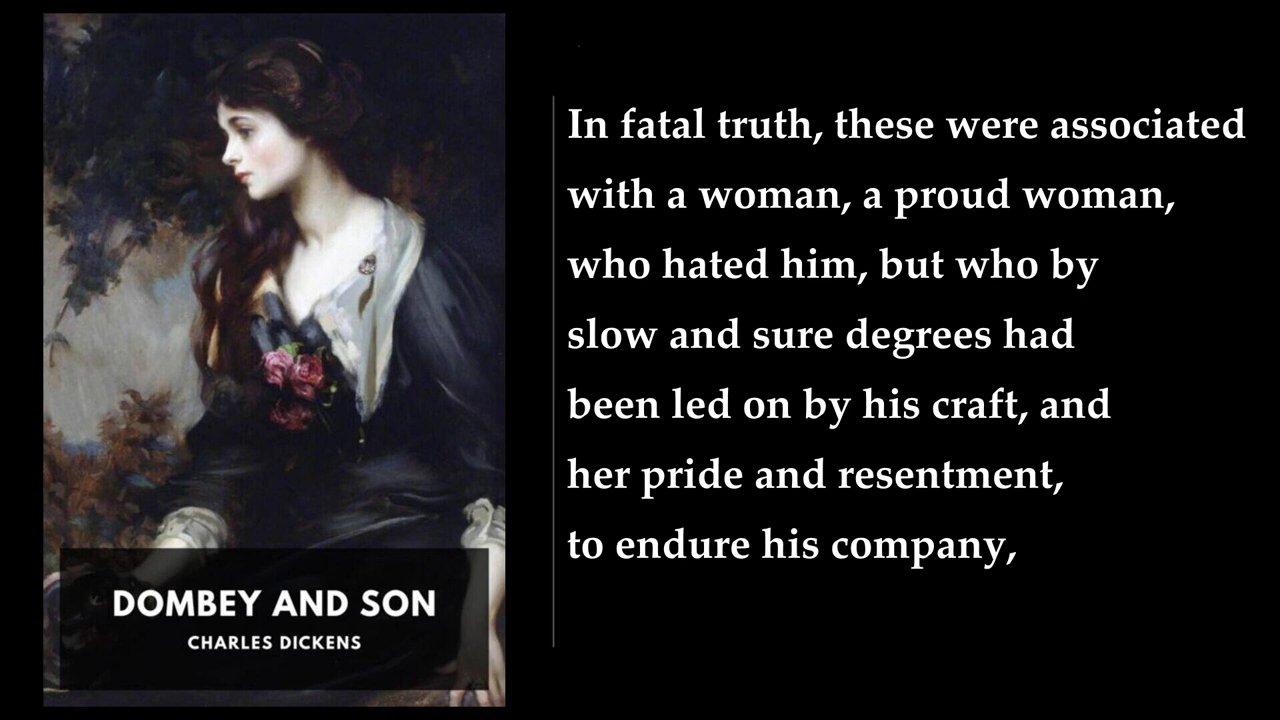 In fatal truth, these were associated
with a woman, a proud woman,
who hated him, but who by
slow and sure degrees had
been led on by his craft, and
her pride and resentment,
to endure his company,
DOMBEY AND SON
CHARLES DICKENS